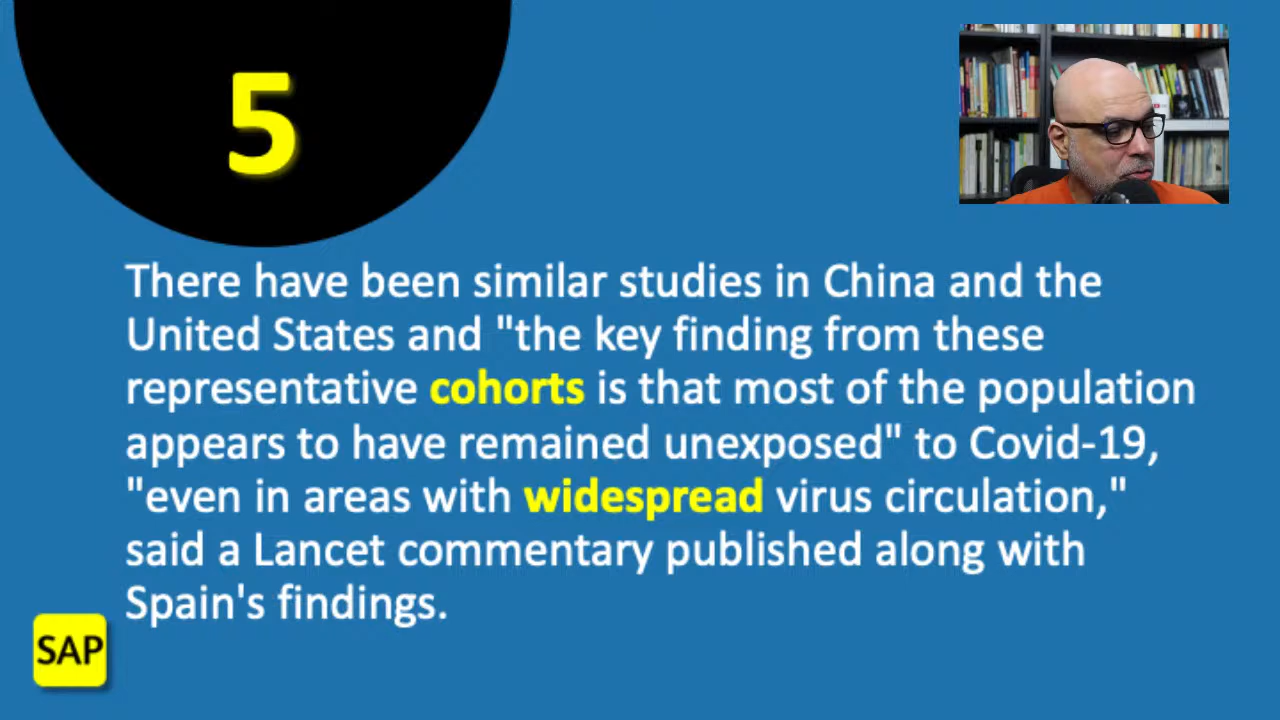 5
There have been similar studies in China and the
United States and "the key finding from these
representative cohorts is that most of the population
appears to have remained unexposed" to Covid-19,
"even in areas with widespread virus circulation,"
said a Lancet commentary published along with
Spain's findings.
SAP